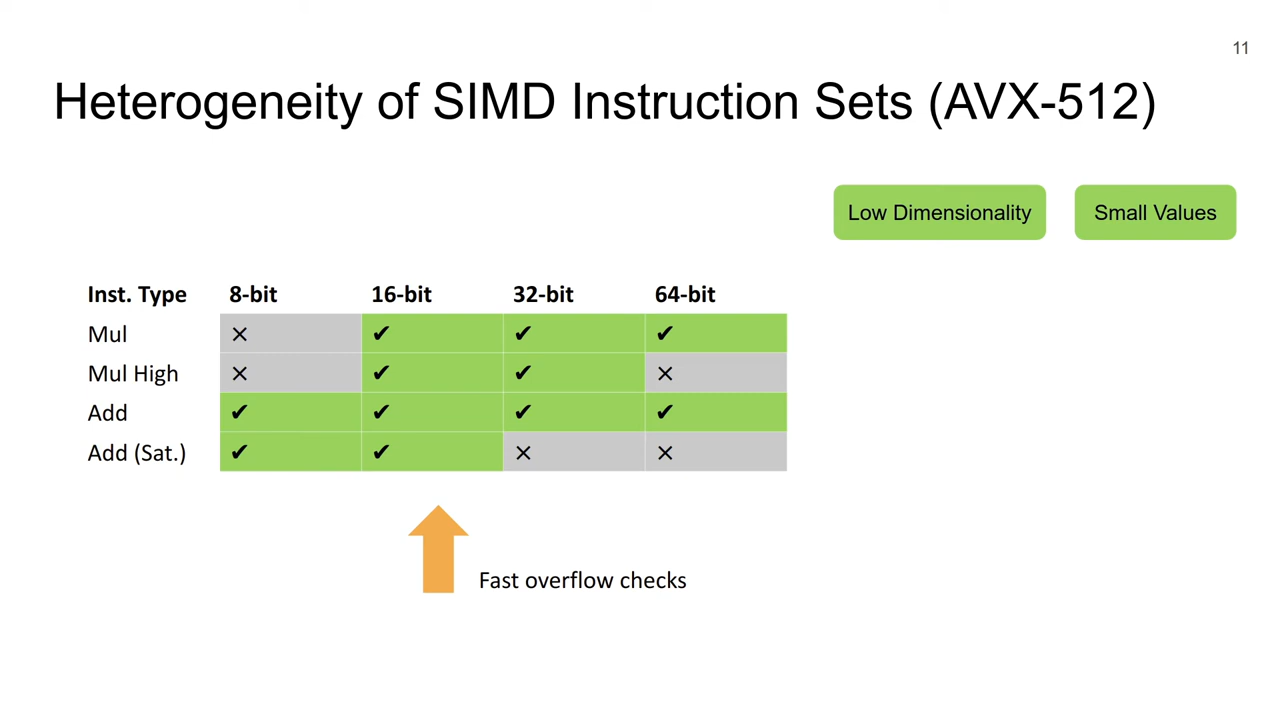 11
Heterogeneity of SIMD Instruction Sets (AVX-512)
Low Dimensionality Small Values
Inst. Type 8-bit 16-bit 32-bit 64-bit
Mul × ✔ ✔ ✔
Mul High × ✔ ✔ ×
Add ✔ ✔ ✔ ✔
Add (Sat.) ✔ ✔ × ×
Fast overflow checks